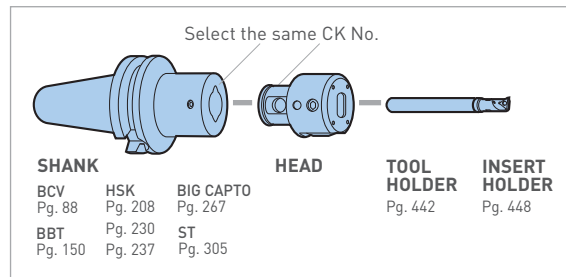 Select the same CK No.
SHANK
BCV
Pg. 88
BBT
Pg. 150
HSK
Pg. 208
Pg. 230
Pg. 237
BIG CAPTO
Pg. 267
ST
Pg. 305
HEAD
TOOL
HOLDER
Pg. 442
INSERT
HOLDER
Pg. 448